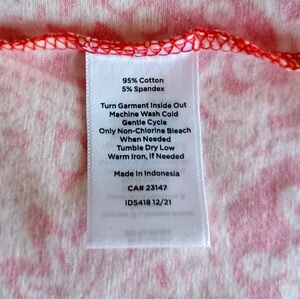 95% Cotton
5% Spandex
Turn Garment Inside Out
Machine Wash Cold
Gentle Cycle
Only Non-Chlorine Bleach
When Needed
Tumble Dry Low
Warm Iron, If Needed
Made in Indonesia
CA# 23147
ID5418 12/21